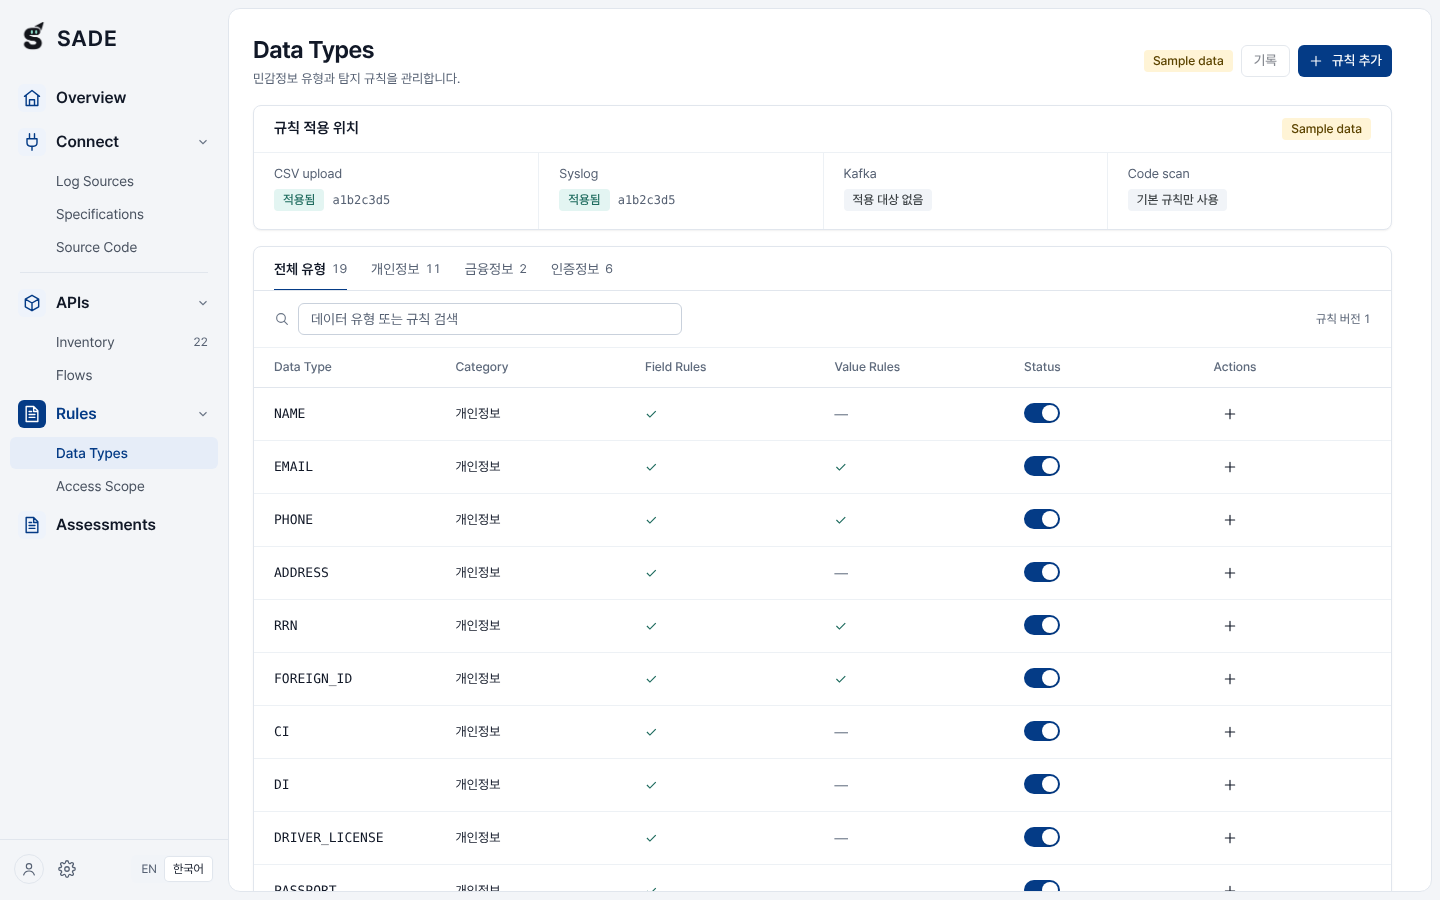 SADE
Overview
Connect
Log Sources
Specifications
Source Code
APIs
Inventory 22
Flows
Rules
Data Types
Access Scope
Assessments
EN 한국어
Data Types
민감정보 유형과 탐지 규칙을 관리합니다.
Sample data 기록 규칙 추가
규칙 적용 위치 Sample data
CSV upload Syslog Kafka Code scan
적용됨 a1b2c3d5 적용됨 a1b2c3d5 적용 대상 없음 기본 규칙만 사용
전체 유형 19 개인정보 11 금융정보 2 인증정보 6
데이터 유형 또는 규칙 검색 규칙 버전 1
Data Type Category Field Rules Value Rules Status Actions
NAME 개인정보 ✓ — +
EMAIL 개인정보 ✓ ✓ +
PHONE 개인정보 ✓ ✓ +
ADDRESS 개인정보 ✓ — +
RRN 개인정보 ✓ ✓ +
FOREIGN_ID 개인정보 ✓ ✓ +
CI 개인정보 ✓ — +
DI 개인정보 ✓ — +
DRIVER_LICENSE 개인정보 ✓ — +
PASSPORT 개인정보